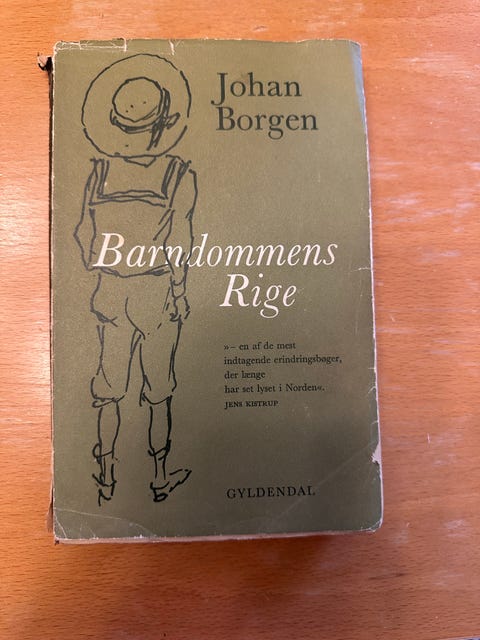 Johan
Borgen
Barndommens
Rige
»– en af de mest
indtagende erindringsbøger,
der længe
har set lyset i Norden«.
JENS KISTRUP
GYLDENDAL